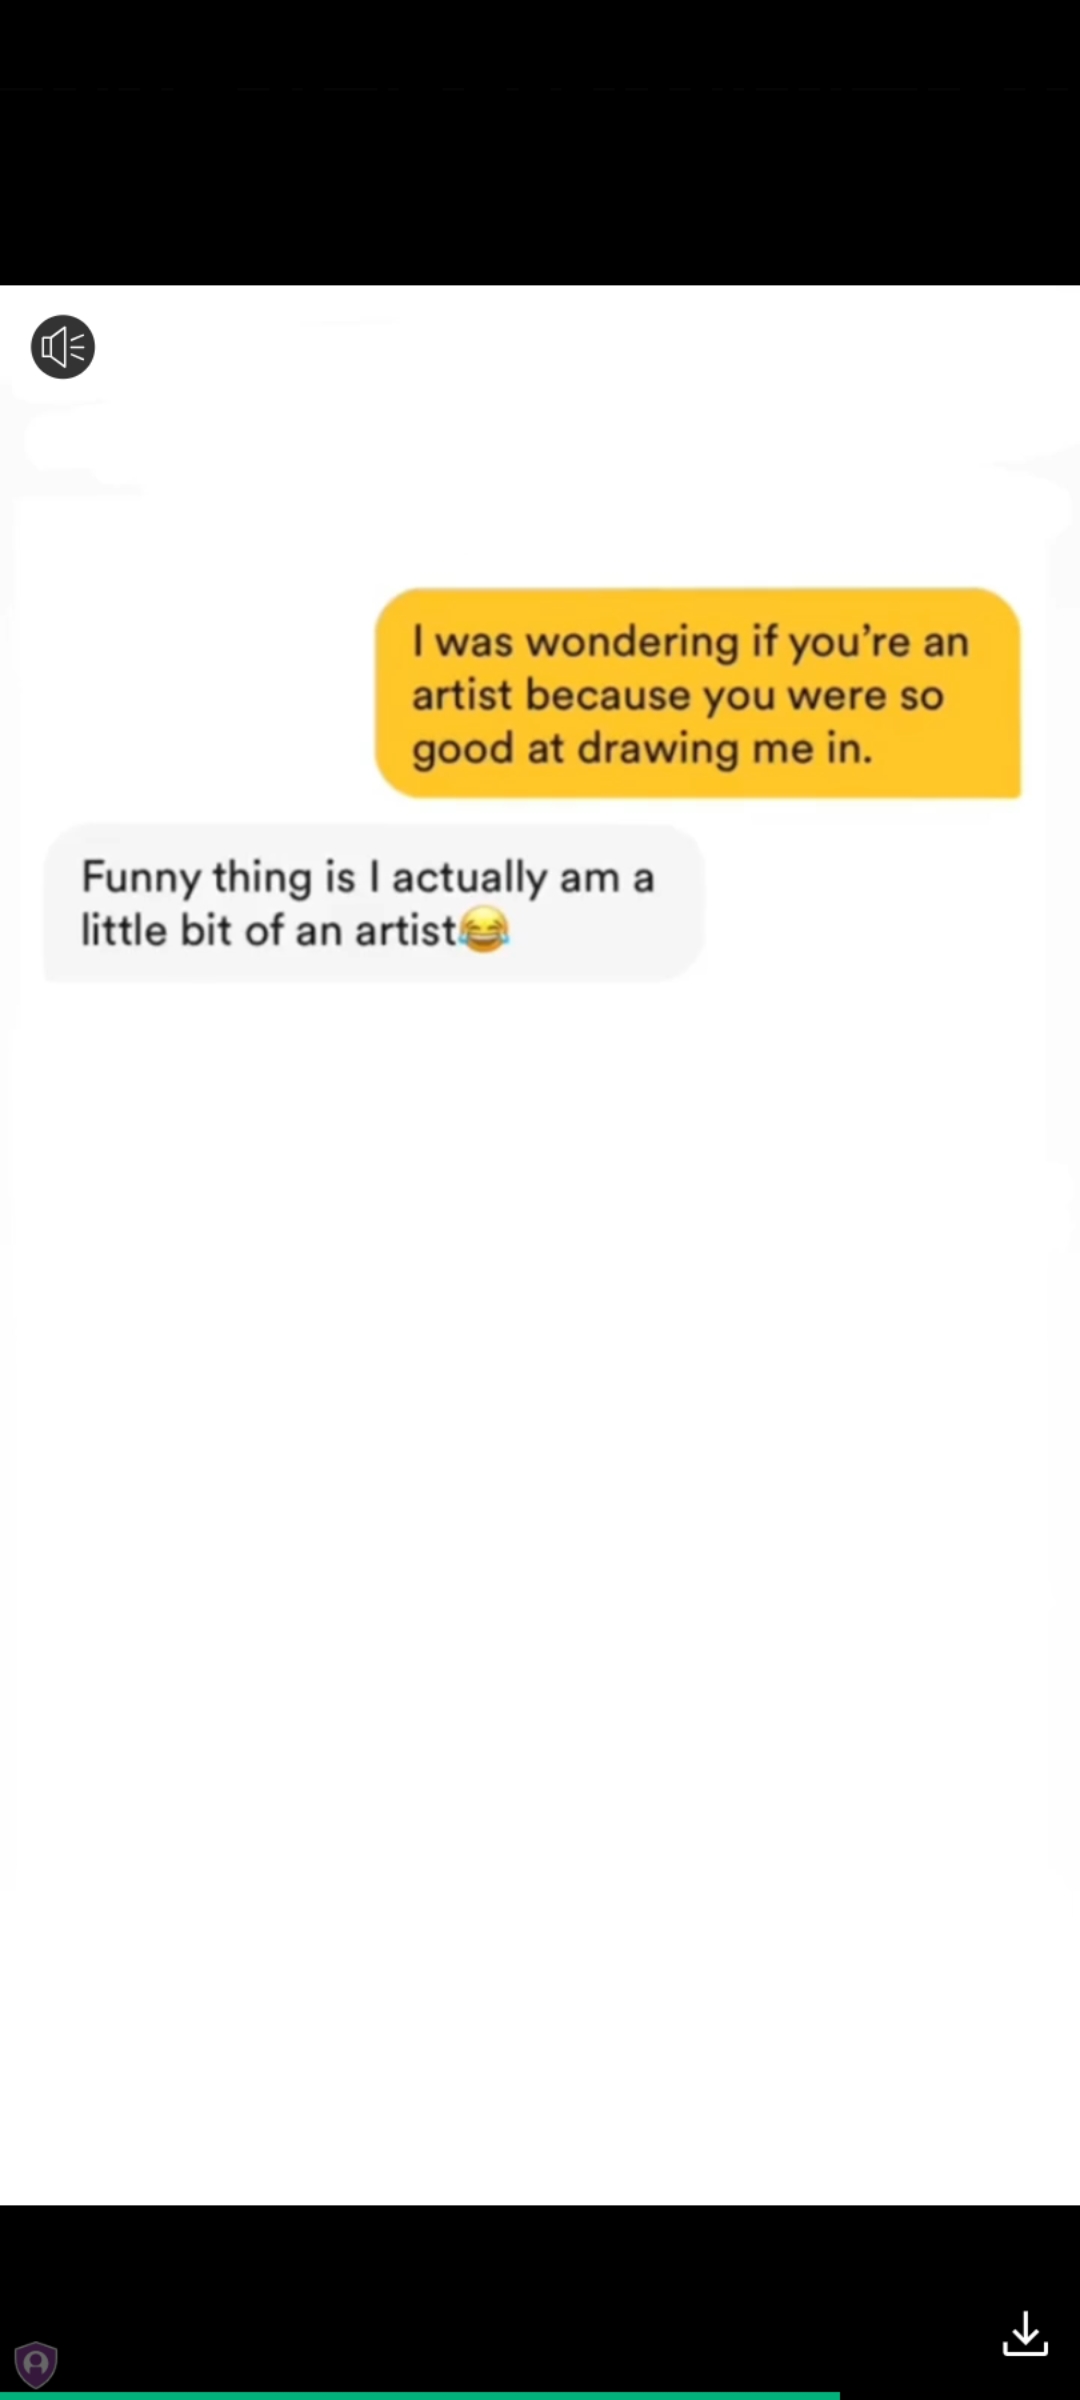 I was wondering if you’re an
artist because you were so
good at drawing me in.
Funny thing is I actually am a
little bit of an artist😂